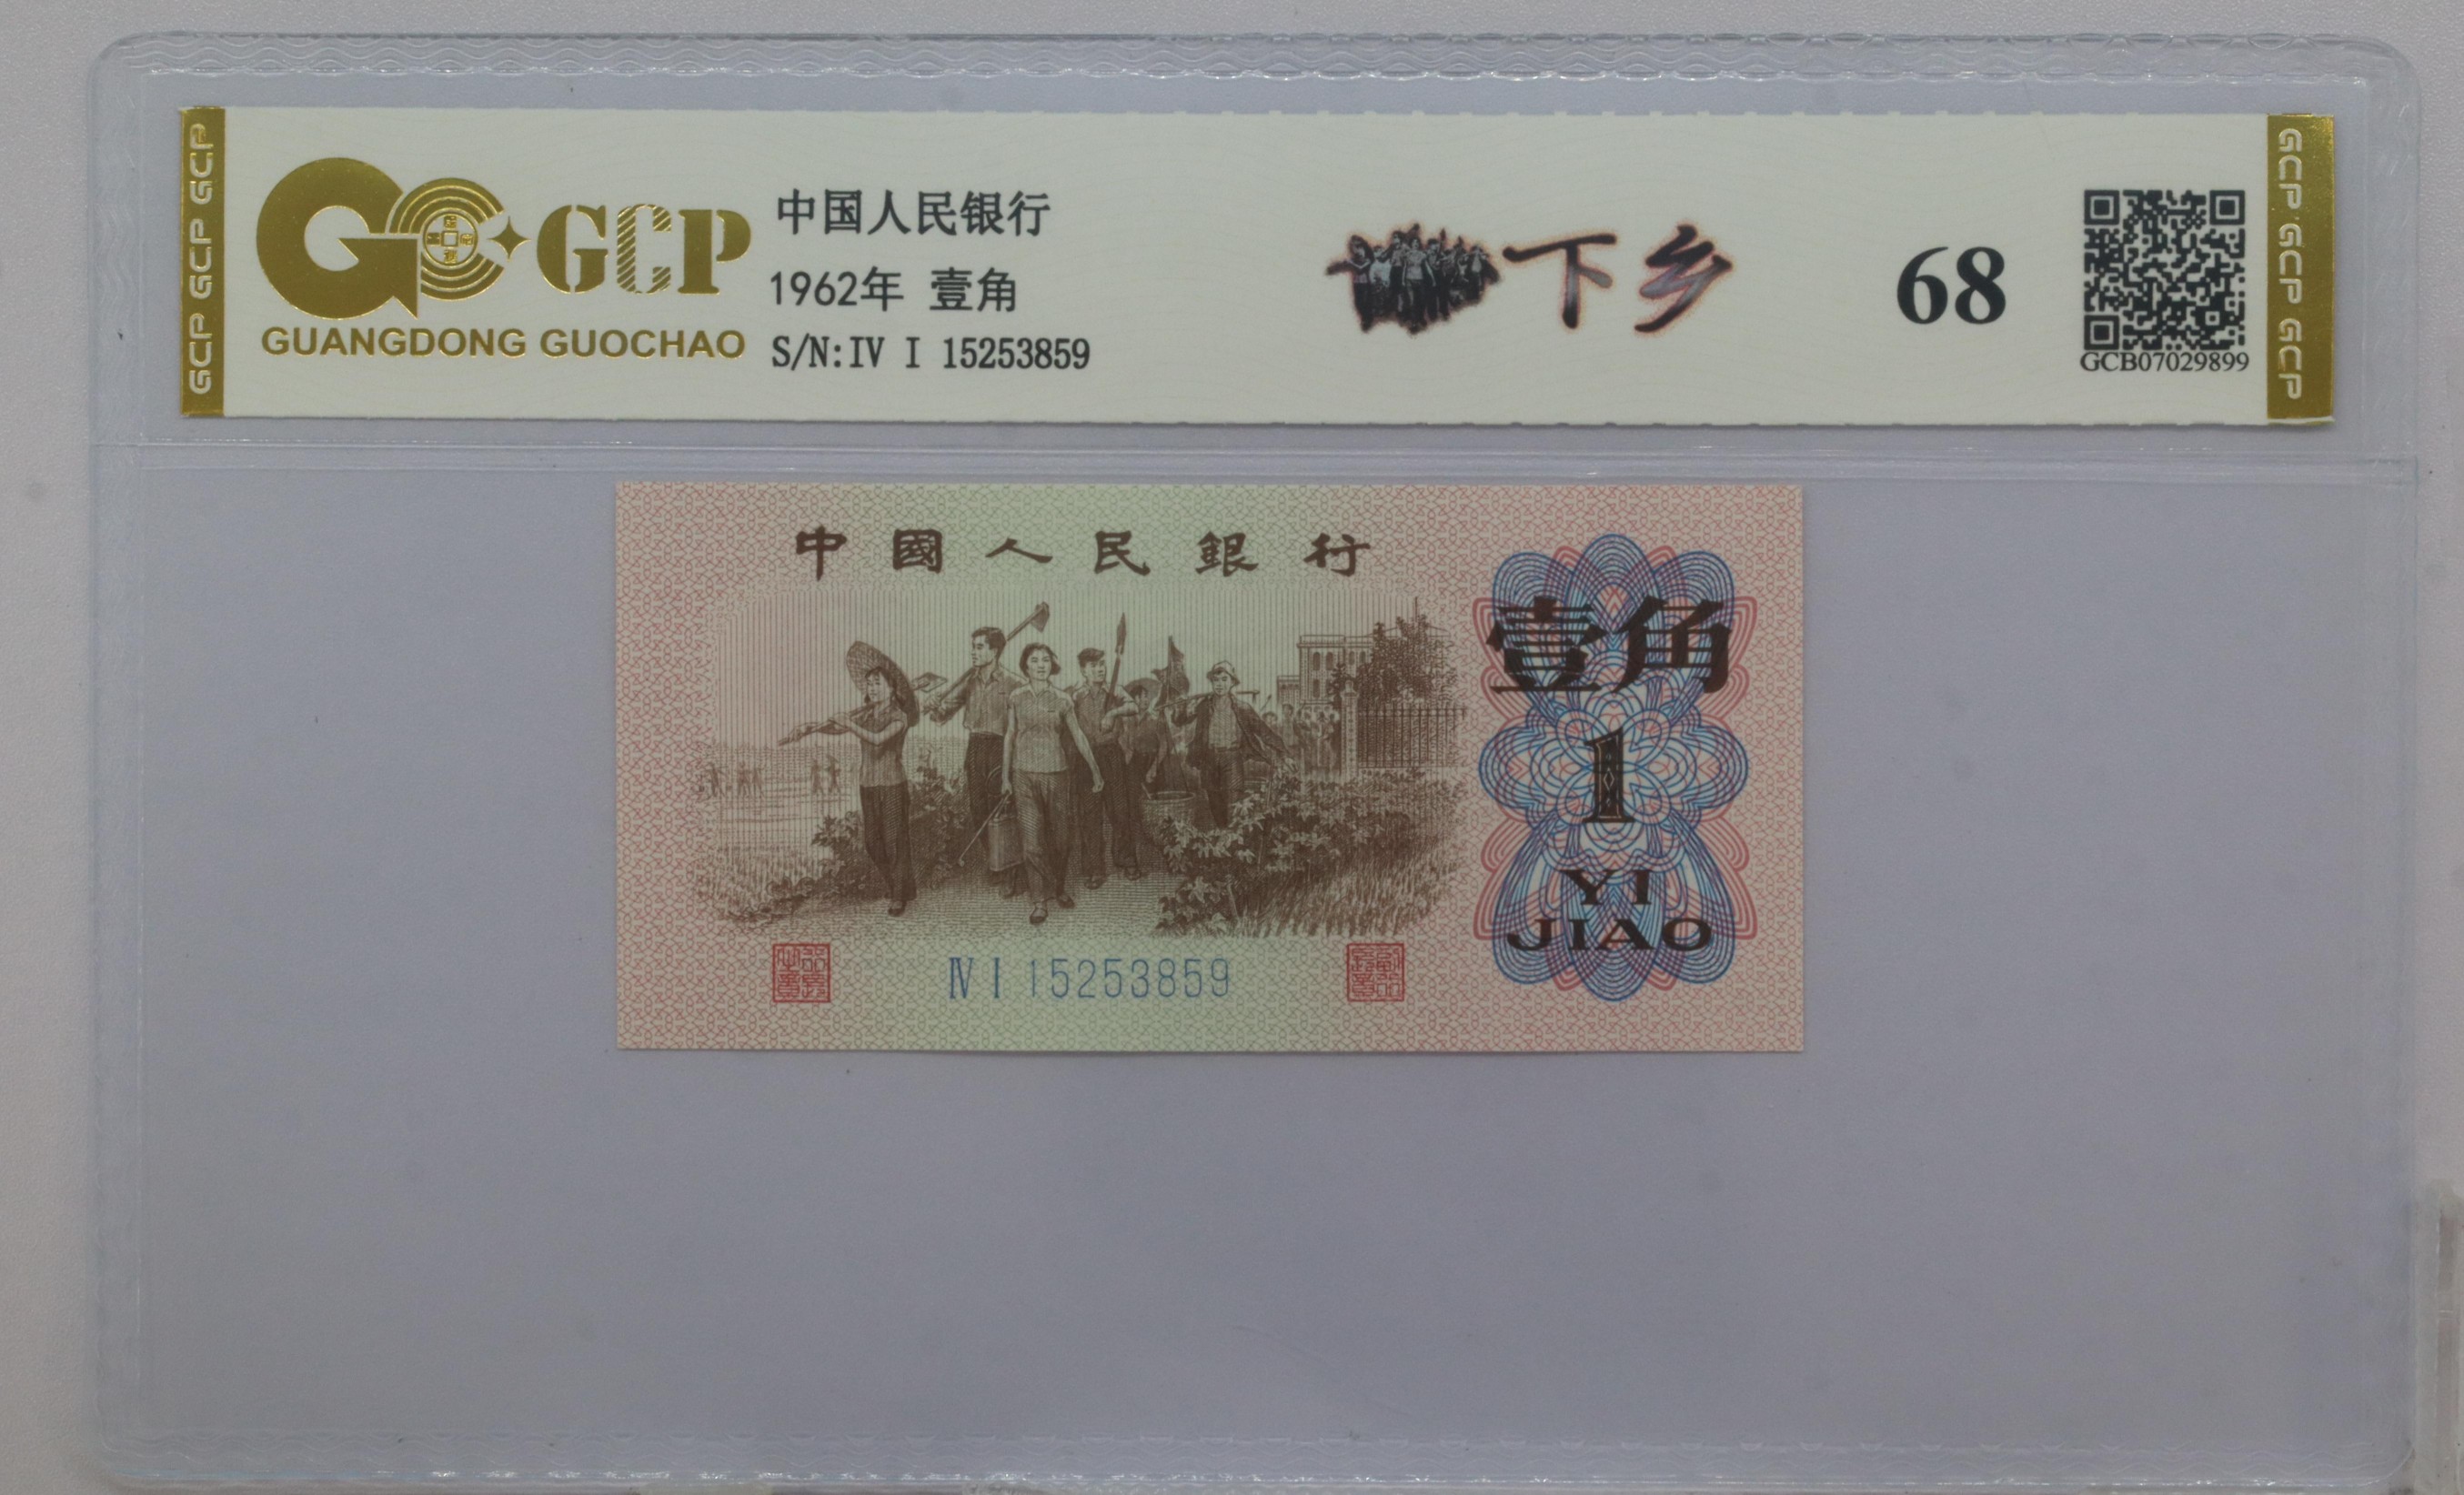 GCP GCP GCP
GCP
GUANGDONG GUOCHAO
中国人民银行
1962年 壹角
S/N:IV I 15253859
下乡
68
GCB07029899
GCP GCP GCP
中國人民銀行
壹角
1
YI
JIAO
Ⅳ Ⅰ 15253859